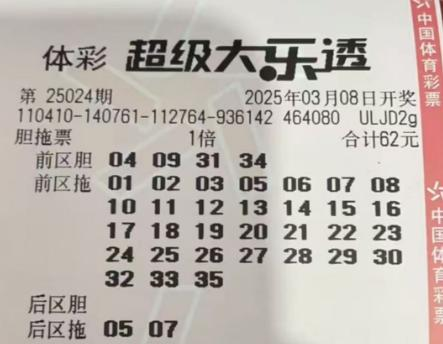 体彩 超级大乐透
第 25024期 2025年03月08日开奖
110410-140761-112764-936142 464080 ULJD2g
胆拖票 1倍 合计62元
前区胆 04 09 31 34
前区拖 01 02 03 05 06 07 08
10 11 12 13 14 15 16
17 18 19 20 21 22 23
24 25 26 27 28 29 30
32 33 35
后区胆
后区拖 05 07
中国体育彩票
中国体育彩票